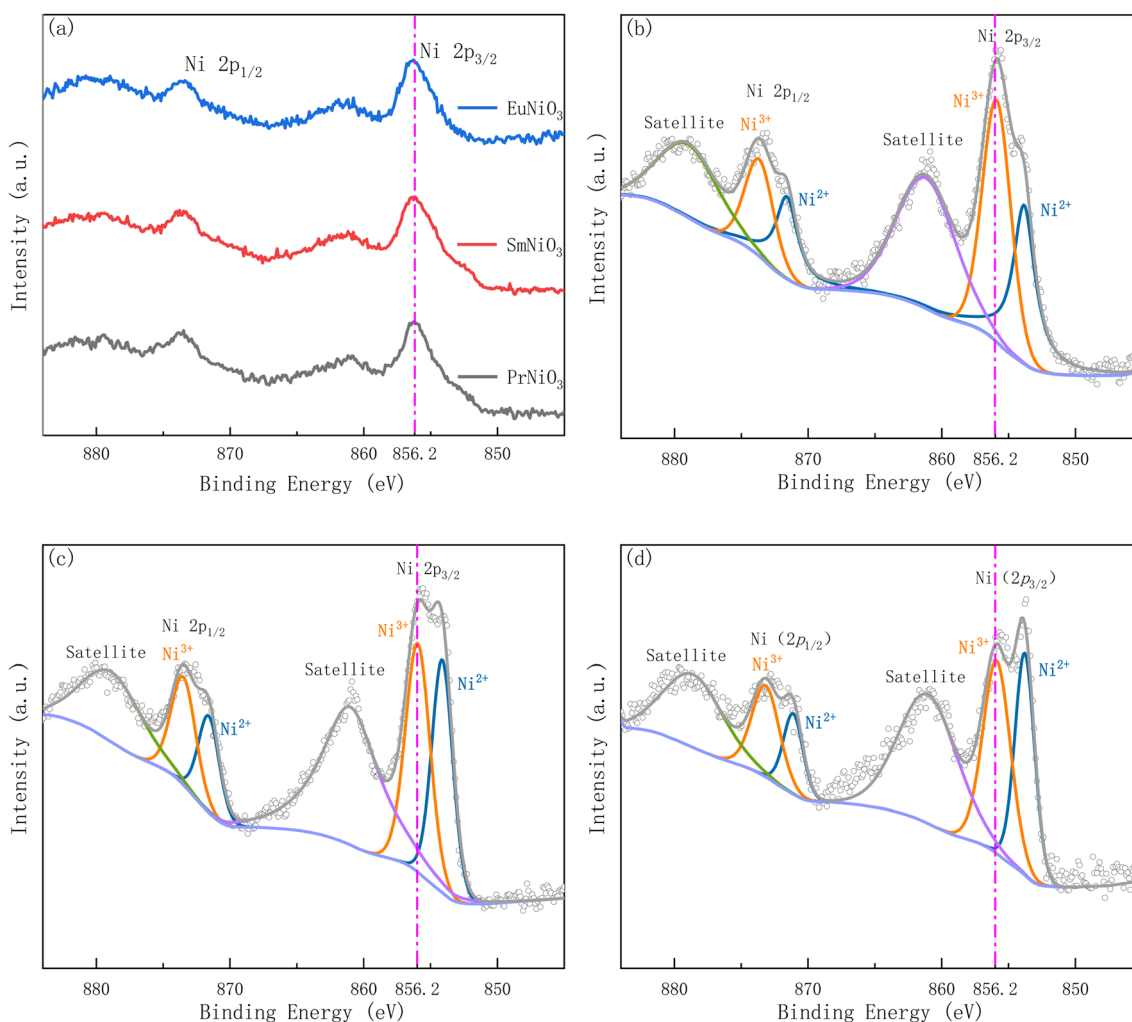 (a)
Ni 2p1/2
Ni 2p3/2
EuNiO3
SmNiO3
PrNiO3
Intensity (a. u.)
880
870
860
856.2
850
Binding Energy (eV)
(b)
Ni 2p3/2
Ni 2p1/2
Ni3+
Satellite
Ni3+
Satellite
Ni2+
Ni2+
Intensity (a. u.)
880
870
860
856.2
850
Binding Energy (eV)
(c)
Ni 2p3/2
Ni 2p1/2
Ni3+
Satellite
Ni3+
Satellite
Ni2+
Ni2+
Intensity (a. u.)
880
870
860
856.2
850
Binding Energy (eV)
(d)
Ni (2p3/2)
Ni (2p1/2)
Ni3+
Satellite
Ni3+
Satellite
Ni2+
Ni2+
Intensity (a. u.)
880
870
860
856.2
850
Binding Energy (eV)